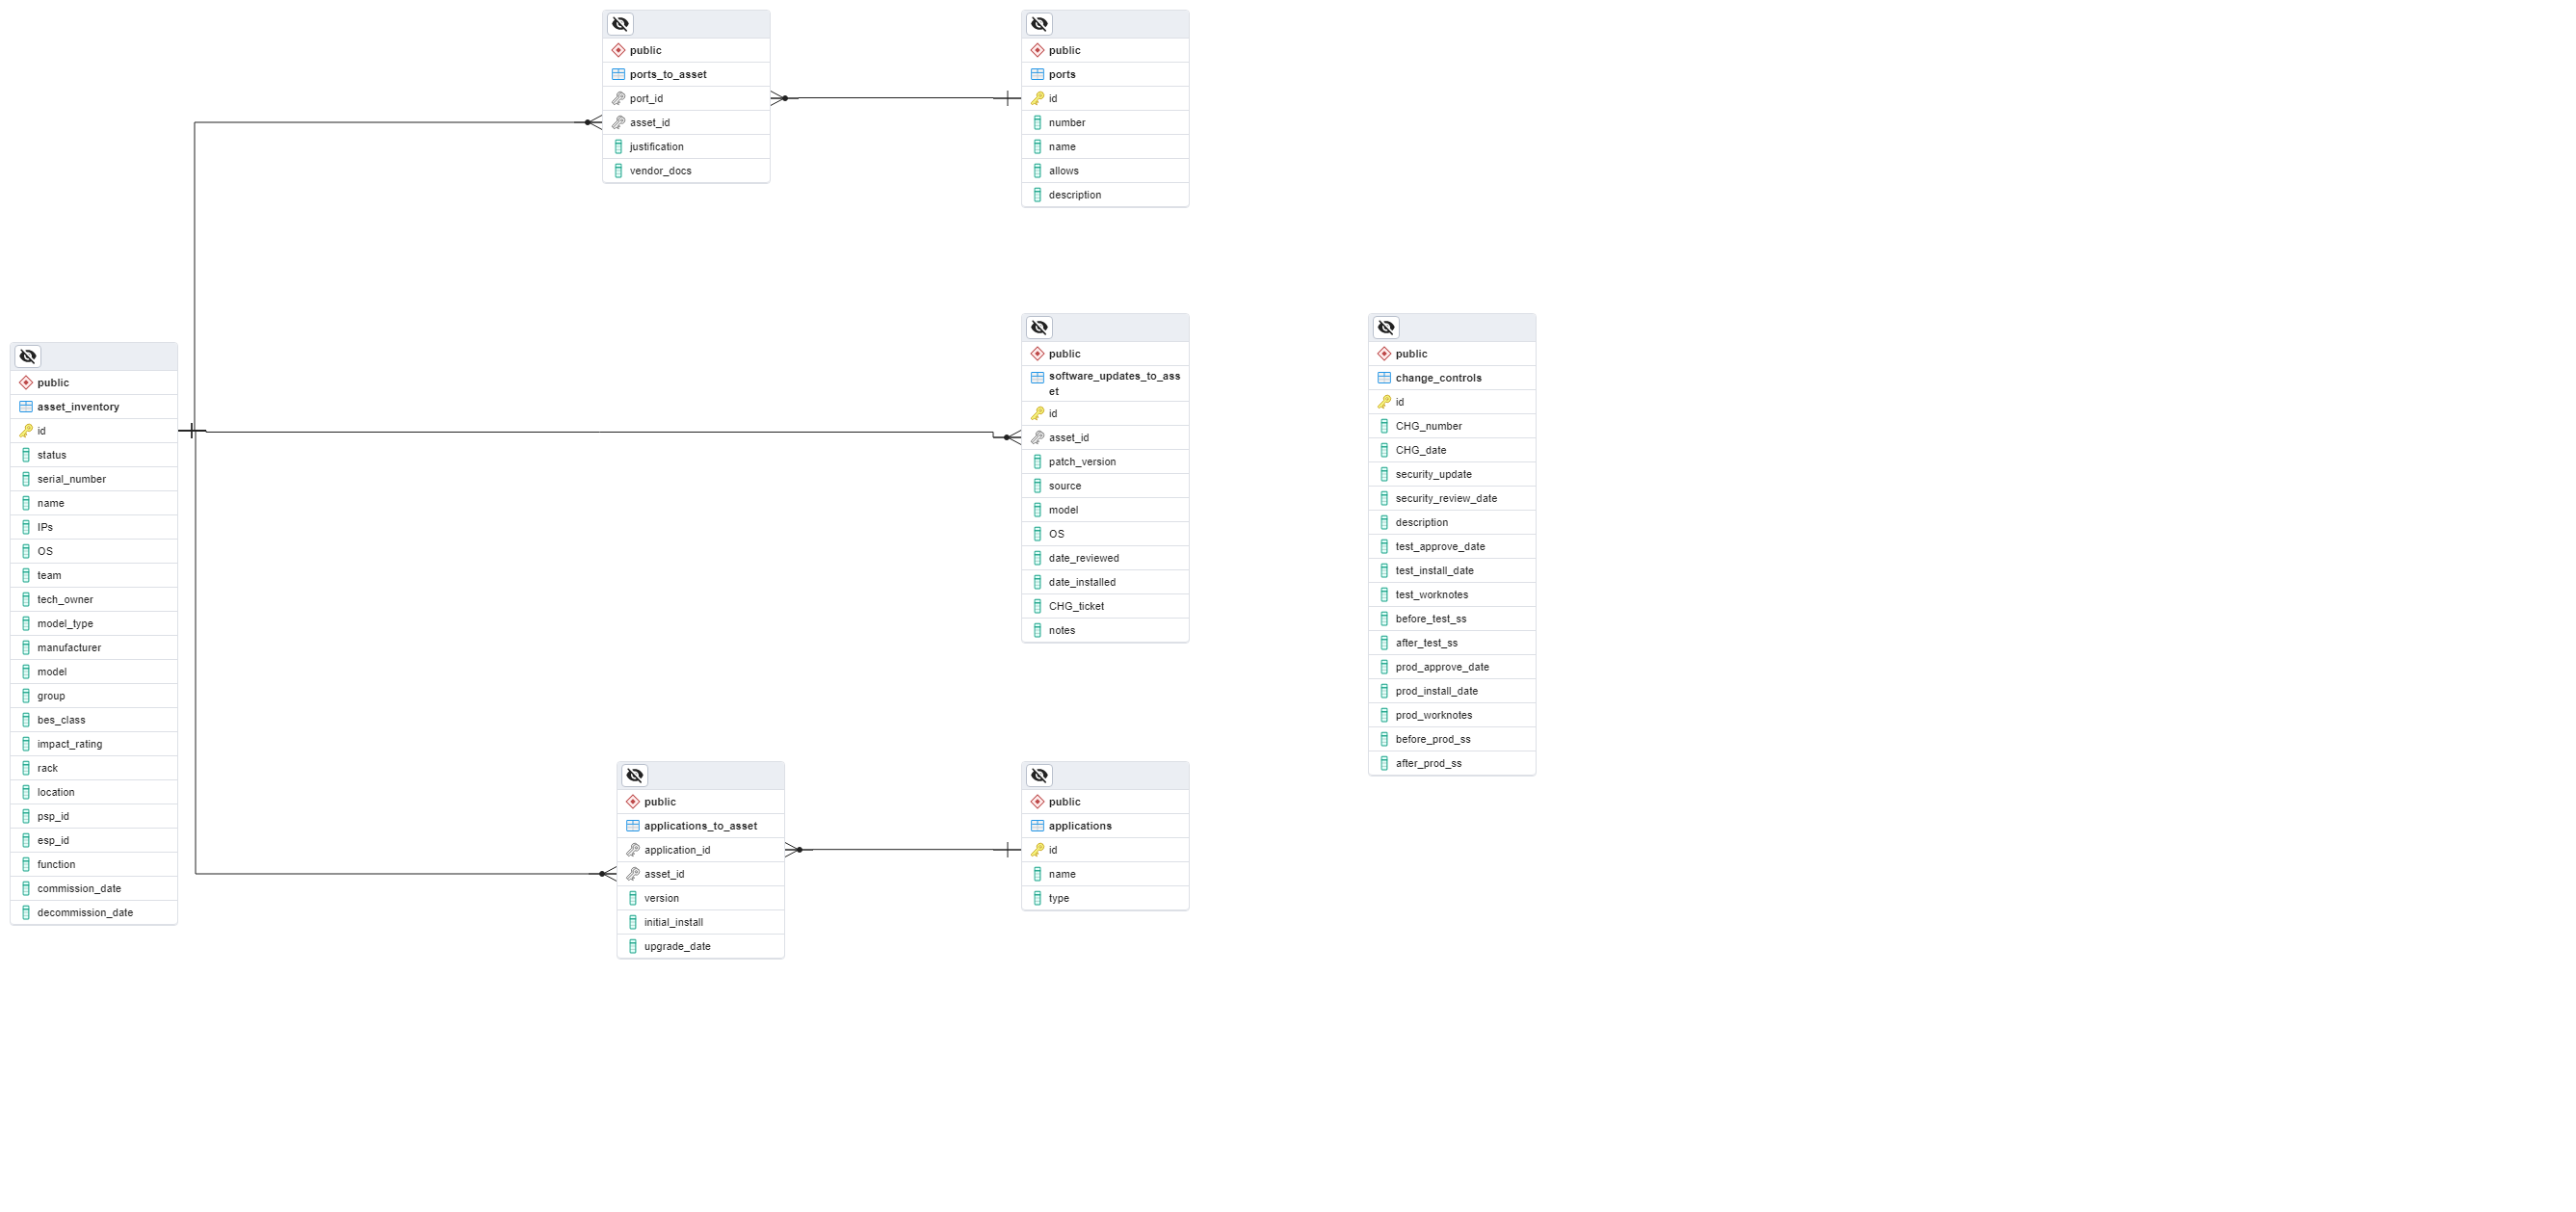 public
ports_to_asset
port_id
asset_id
justification
vendor_docs
public
ports
id
number
name
allows
description
public
asset_inventory
id
status
serial_number
name
IPs
OS
team
tech_owner
model_type
manufacturer
model
group
bes_class
impact_rating
rack
location
psp_id
esp_id
function
commission_date
decommission_date
public
software_updates_to_ass
et
id
asset_id
patch_version
source
model
OS
date_reviewed
date_installed
CHG_ticket
notes
public
change_controls
id
CHG_number
CHG_date
security_update
security_review_date
description
test_approve_date
test_install_date
test_worknotes
before_test_ss
after_test_ss
prod_approve_date
prod_install_date
prod_worknotes
before_prod_ss
after_prod_ss
public
applications_to_asset
application_id
asset_id
version
initial_install
upgrade_date
public
applications
id
name
type